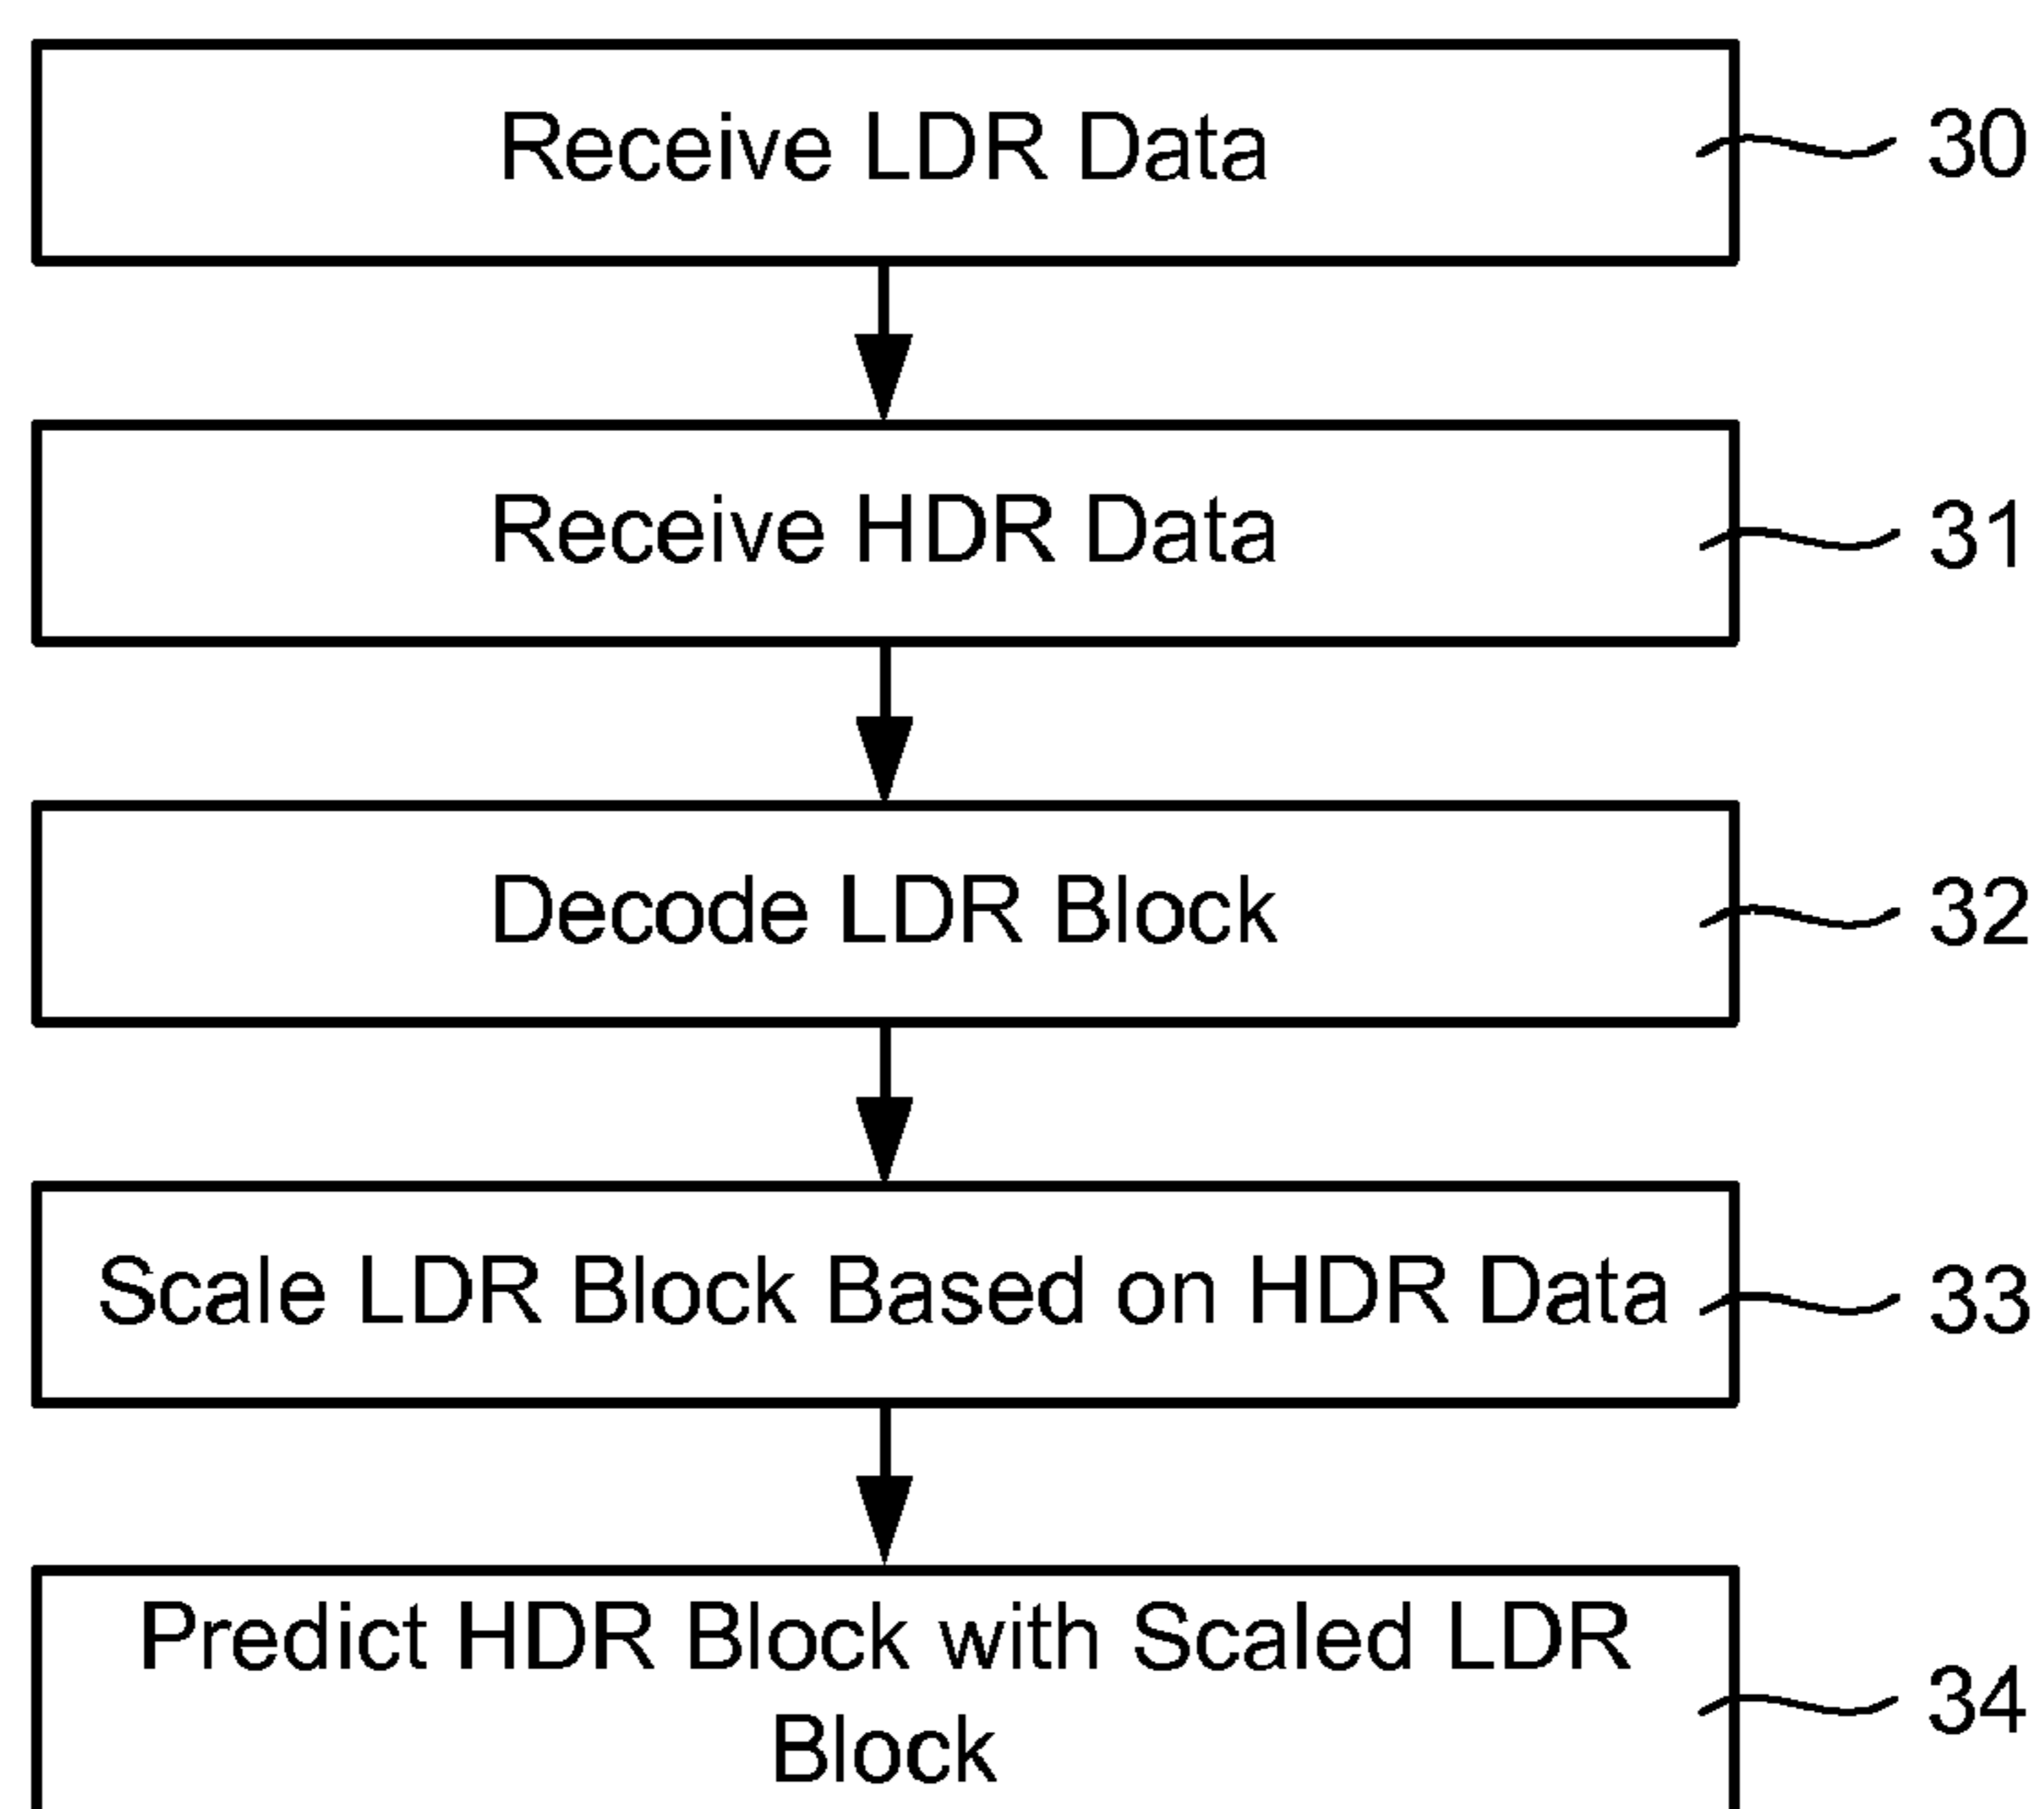 Receive LDR Data 30
Receive HDR Data 31
Decode LDR Block 32
Scale LDR Block Based on HDR Data 33
Predict HDR Block with Scaled LDR
Block 34